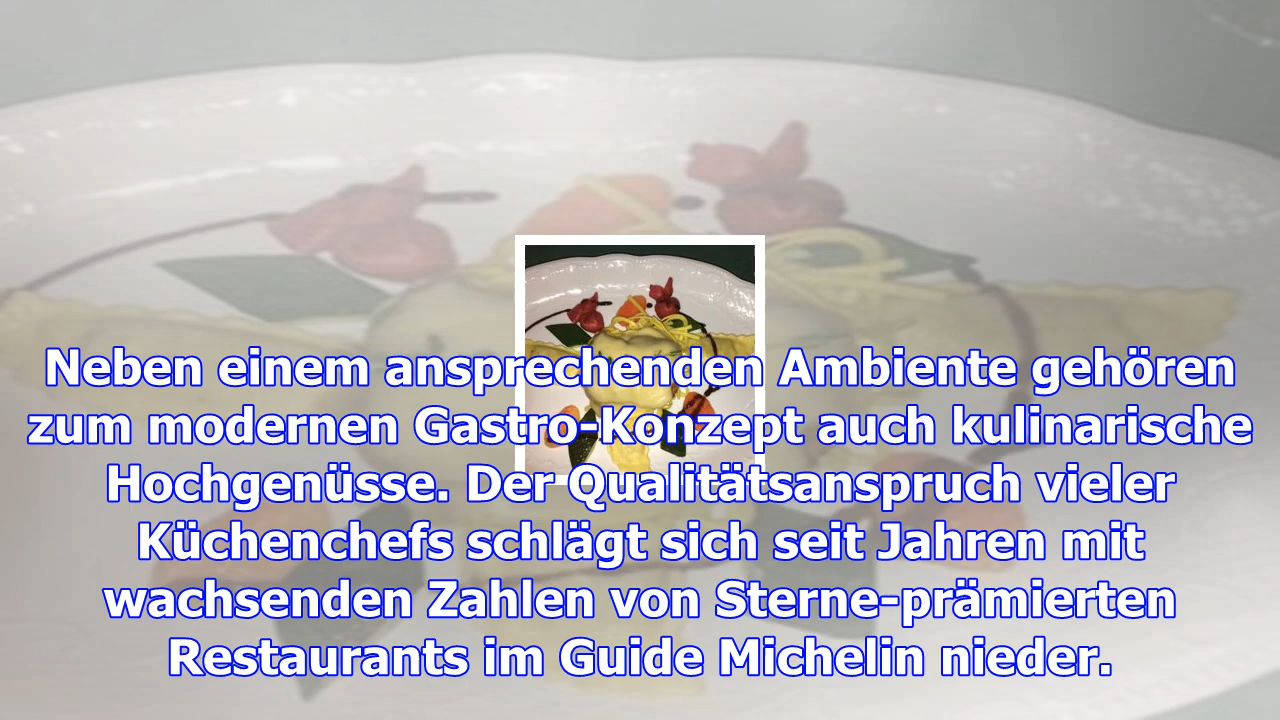 Neben einem ansprechenden Ambiente gehören
zum modernen Gastro-Konzept auch kulinarische
Hochgenüsse. Der Qualitätsanspruch vieler
Küchenchefs schlägt sich seit Jahren mit
wachsenden Zahlen von Sterne-prämierten
Restaurants im Guide Michelin nieder.